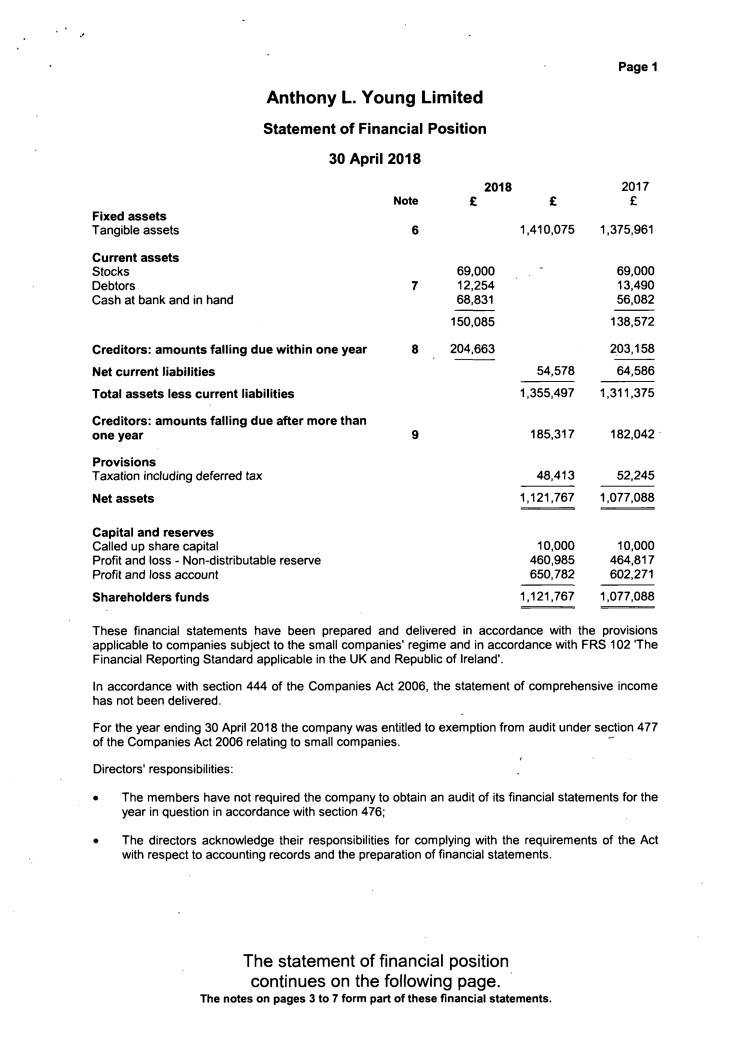 Page 1
Anthony L. Young Limited
Statement of Financial Position
30 April 2018
2018 2017
Note £ £ £
Fixed assets
Tangible assets 6 1,410,075 1,375,961
Current assets
Stocks 69,000 69,000
Debtors 7 12,254 13,490
Cash at bank and in hand 68,831 56,082
150,085 138,572
Creditors: amounts falling due within one year 8 204,663 203,158
Net current liabilities 54,578 64,586
Total assets less current liabilities 1,355,497 1,311,375
Creditors: amounts falling due after more than
one year 9 185,317 182,042
Provisions
Taxation including deferred tax 48,413 52,245
Net assets 1,121,767 1,077,088
Capital and reserves
Called up share capital 10,000 10,000
Profit and loss - Non-distributable reserve 460,985 464,817
Profit and loss account 650,782 602,271
Shareholders funds 1,121,767 1,077,088
These financial statements have been prepared and delivered in accordance with the provisions
applicable to companies subject to the small companies' regime and in accordance with FRS 102 'The
Financial Reporting Standard applicable in the UK and Republic of Ireland'.
In accordance with section 444 of the Companies Act 2006, the statement of comprehensive income
has not been delivered.
For the year ending 30 April 2018 the company was entitled to exemption from audit under section 477
of the Companies Act 2006 relating to small companies.
Directors' responsibilities:
• The members have not required the company to obtain an audit of its financial statements for the
year in question in accordance with section 476;
• The directors acknowledge their responsibilities for complying with the requirements of the Act
with respect to accounting records and the preparation of financial statements.
The statement of financial position
continues on the following page.
The notes on pages 3 to 7 form part of these financial statements.